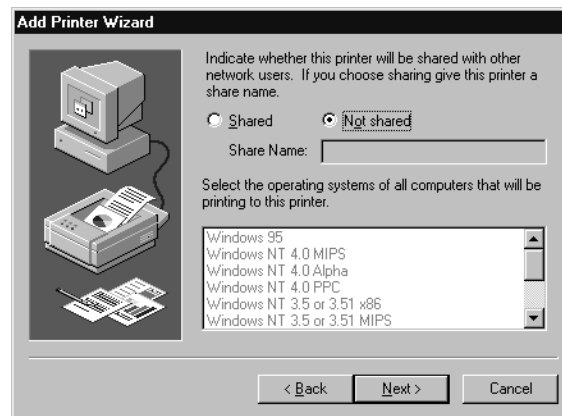 Add Printer Wizard
Indicate whether this printer will be shared with other
network users. If you choose sharing give this printer a
share name.
Shared
Not shared
Share Name:
Select the operating systems of all computers that will be
printing to this printer.
Windows 95
Windows NT 4.0 MIPS
Windows NT 4.0 Alpha
Windows NT 4.0 PPC
Windows NT 3.5 or 3.51 x86
Windows NT 3.5 or 3.51 MIPS
< Back
Next >
Cancel